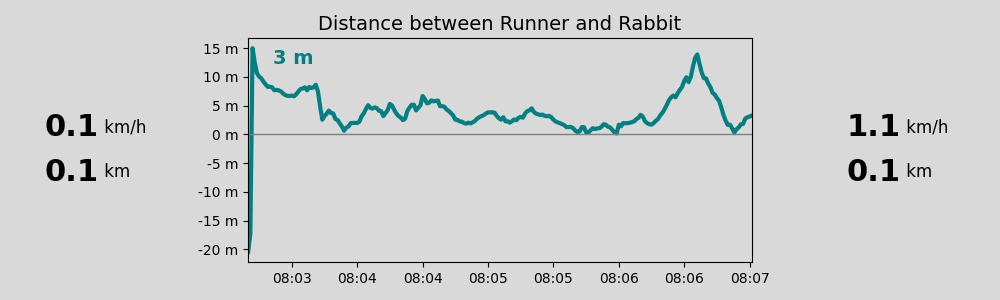 Distance between Runner and Rabbit
15 m
10 m
5 m
0 m
-5 m
-10 m
-15 m
-20 m
3 m
08:03 08:04 08:04 08:05 08:05 08:06 08:06 08:07
0.1 km/h
0.1 km
1.1 km/h
0.1 km